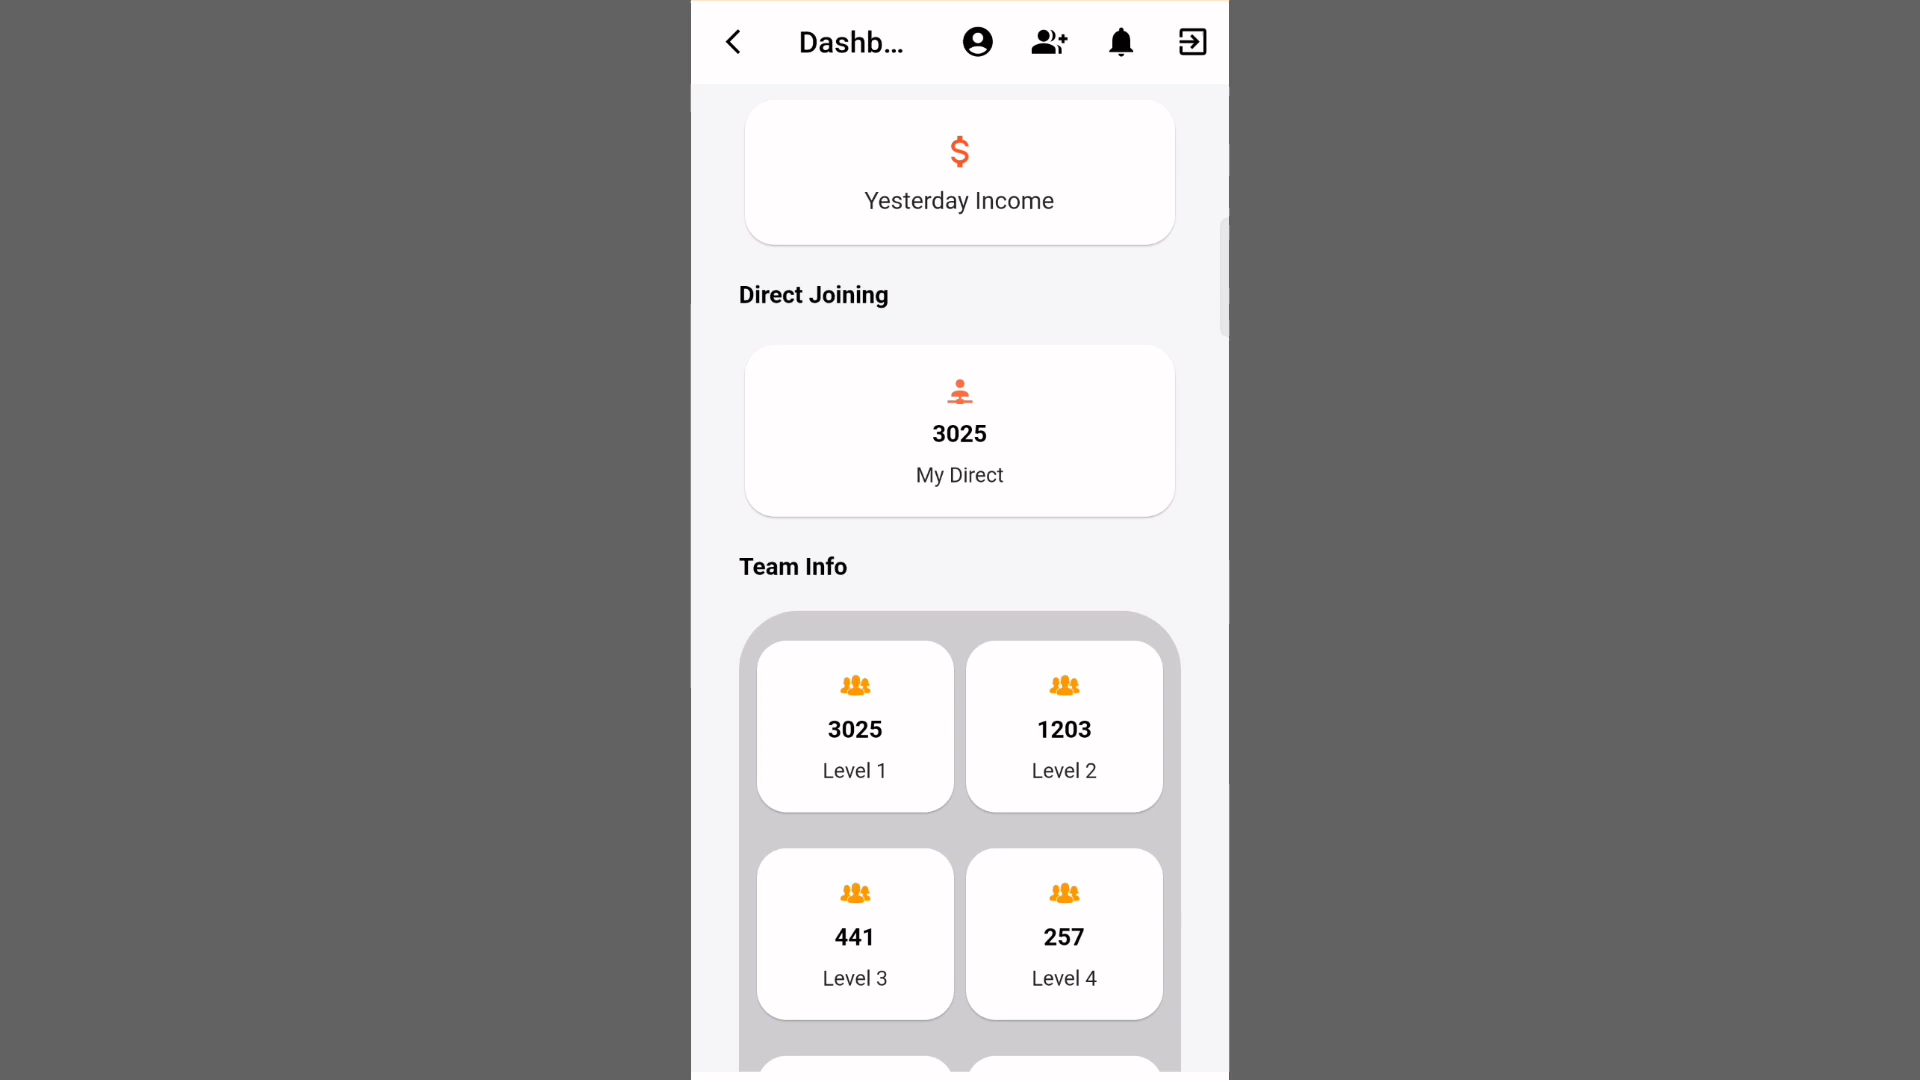 Dashb...
Yesterday Income
Direct Joining
3025
My Direct
Team Info
3025
Level 1
1203
Level 2
441
Level 3
257
Level 4